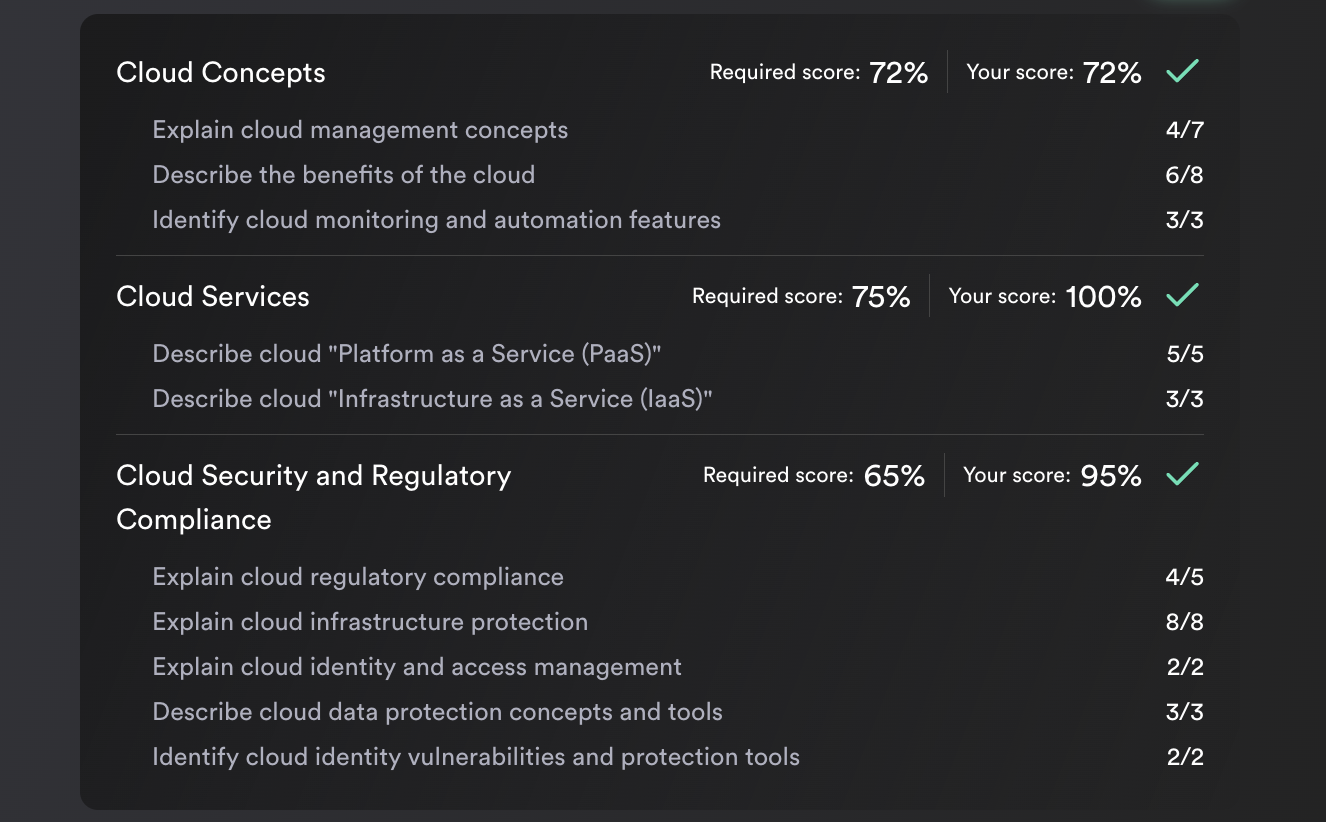 Cloud Concepts Required score: 72% Your score: 72%
Explain cloud management concepts 4/7
Describe the benefits of the cloud 6/8
Identify cloud monitoring and automation features 3/3
Cloud Services Required score: 75% Your score: 100%
Describe cloud "Platform as a Service (PaaS)" 5/5
Describe cloud "Infrastructure as a Service (IaaS)" 3/3
Cloud Security and Regulatory Required score: 65% Your score: 95%
Compliance
Explain cloud regulatory compliance 4/5
Explain cloud infrastructure protection 8/8
Explain cloud identity and access management 2/2
Describe cloud data protection concepts and tools 3/3
Identify cloud identity vulnerabilities and protection tools 2/2